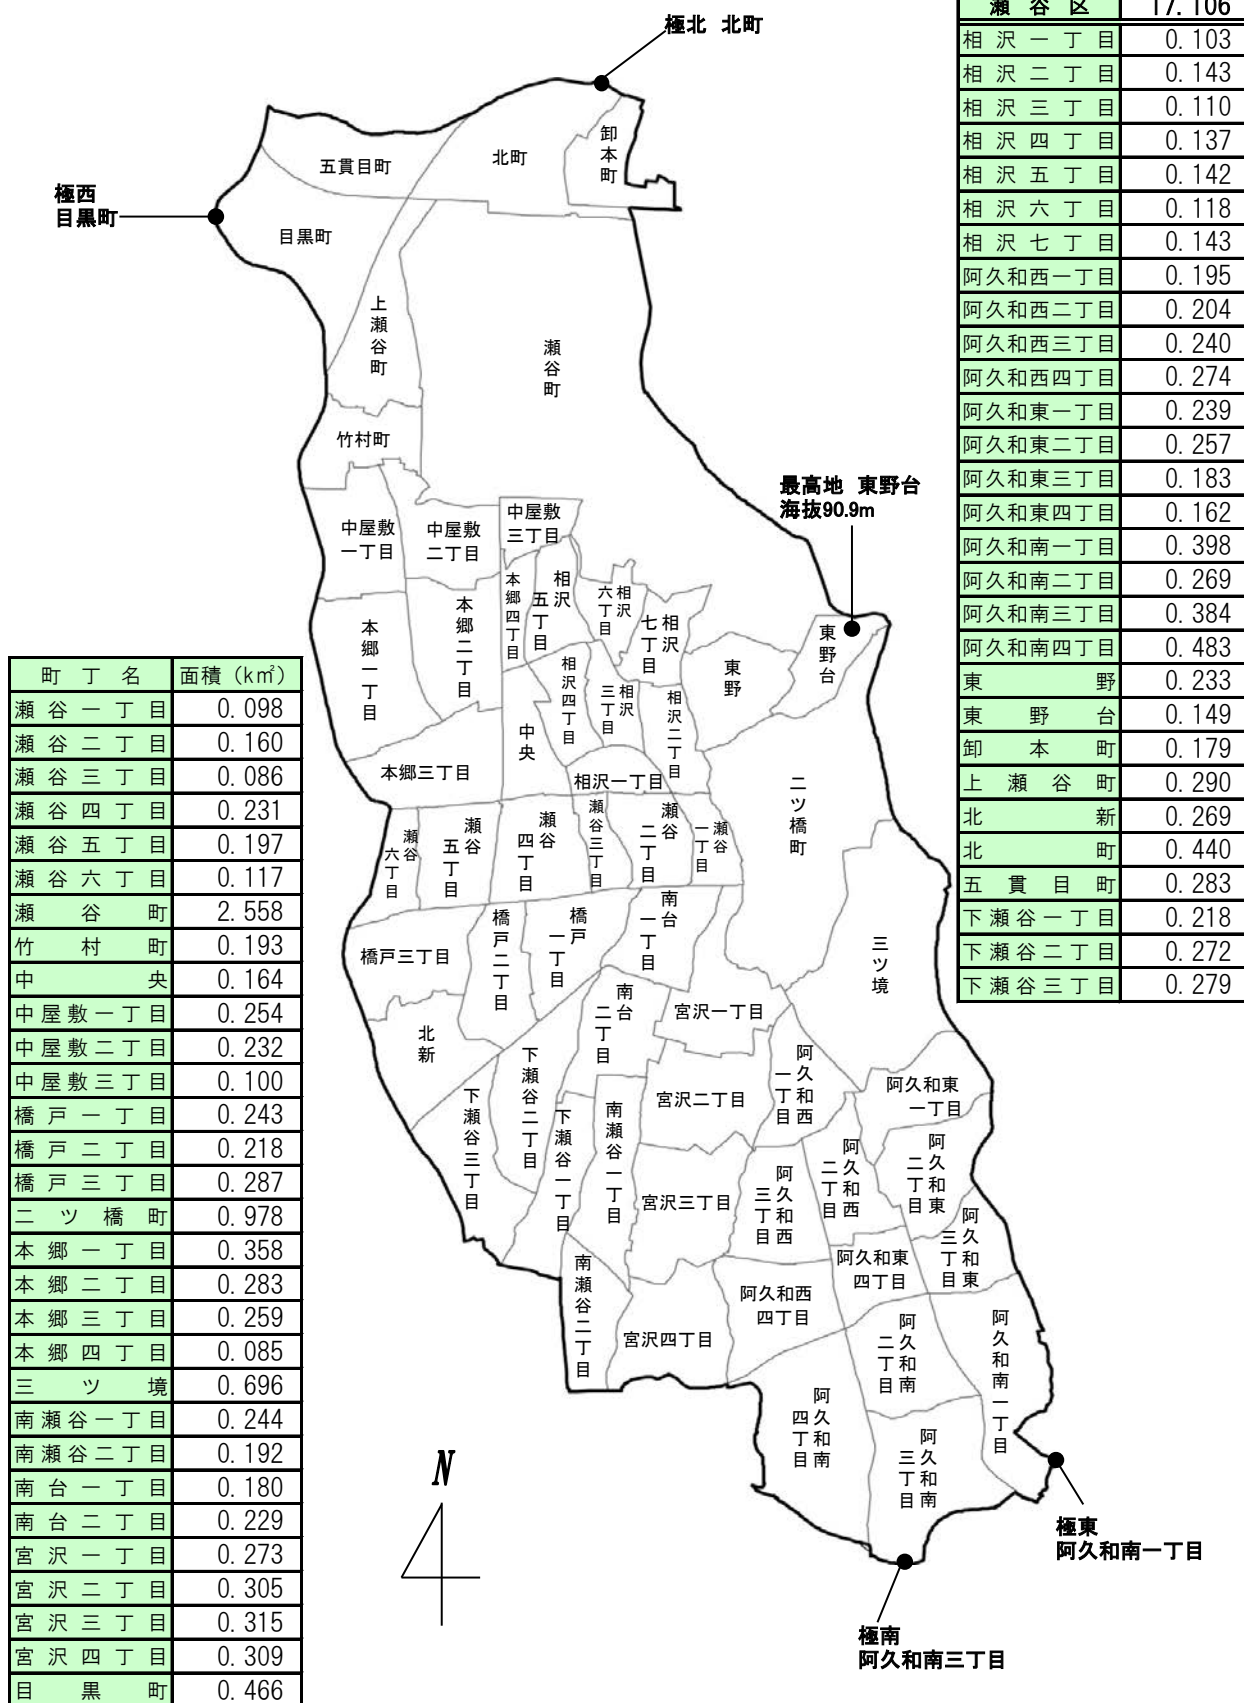 瀬谷区 17.106
相沢一丁目 0.103
相沢二丁目 0.143
相沢三丁目 0.110
相沢四丁目 0.137
相沢五丁目 0.142
相沢六丁目 0.118
相沢七丁目 0.143
阿久和西一丁目 0.195
阿久和西二丁目 0.204
阿久和西三丁目 0.240
阿久和西四丁目 0.274
阿久和東一丁目 0.239
阿久和東二丁目 0.257
阿久和東三丁目 0.183
阿久和東四丁目 0.162
阿久和南一丁目 0.398
阿久和南二丁目 0.269
阿久和南三丁目 0.384
阿久和南四丁目 0.483
東野 0.233
東野台 0.149
卸本町 0.179
上瀬谷町 0.290
北新 0.269
北町 0.440
五貫目町 0.283
下瀬谷一丁目 0.218
下瀬谷二丁目 0.272
下瀬谷三丁目 0.279
町丁名 面積（k㎡）
瀬谷一丁目 0.098
瀬谷二丁目 0.160
瀬谷三丁目 0.086
瀬谷四丁目 0.231
瀬谷五丁目 0.197
瀬谷六丁目 0.117
瀬谷町 2.558
竹村町 0.193
中央 0.164
中屋敷一丁目 0.254
中屋敷二丁目 0.232
中屋敷三丁目 0.100
橋戸一丁目 0.243
橋戸二丁目 0.218
橋戸三丁目 0.287
二ツ橋町 0.978
本郷一丁目 0.358
本郷二丁目 0.283
本郷三丁目 0.259
本郷四丁目 0.085
三ツ境 0.696
南瀬谷一丁目 0.244
南瀬谷二丁目 0.192
南台一丁目 0.180
南台二丁目 0.229
宮沢一丁目 0.273
宮沢二丁目 0.305
宮沢三丁目 0.315
宮沢四丁目 0.309
目黒町 0.466
極北 北町
極西
目黒町
最高地 東野台
海抜90.9m
極東
阿久和南一丁目
極南
阿久和南三丁目
N
五貫目町
北町
卸本町
目黒町
上瀬谷町
瀬谷町
竹村町
中屋敷
一丁目
中屋敷
二丁目
中屋敷
三丁目
本郷一丁目
本郷二丁目
本郷四丁目
相沢
五丁目
相沢
六丁目
相沢
七丁目
東野
東野台
相沢四丁目
相沢
三丁目
相沢二丁目
中央
本郷三丁目
相沢一丁目
二ツ橋町
瀬谷
六丁目
瀬谷
五丁目
瀬谷
四丁目
瀬谷三丁目
瀬谷
二丁目
瀬谷
一丁目
橋戸三丁目
橋戸二丁目
橋戸
一丁目
南台
一丁目
三ツ境
北新
南台
二丁目
宮沢一丁目
下瀬谷三丁目
下瀬谷二丁目
下瀬谷一丁目
南瀬谷一丁目
宮沢二丁目
阿久和西
一丁目
阿久和東
一丁目
宮沢三丁目
阿久和西
三丁目
阿久和西
二丁目
阿久和東
二丁目
阿久和東
三丁目
阿久和東
四丁目
南瀬谷二丁目
宮沢四丁目
阿久和西
四丁目
阿久和南
二丁目
阿久和南一丁目
阿久和南
四丁目
阿久和南
三丁目